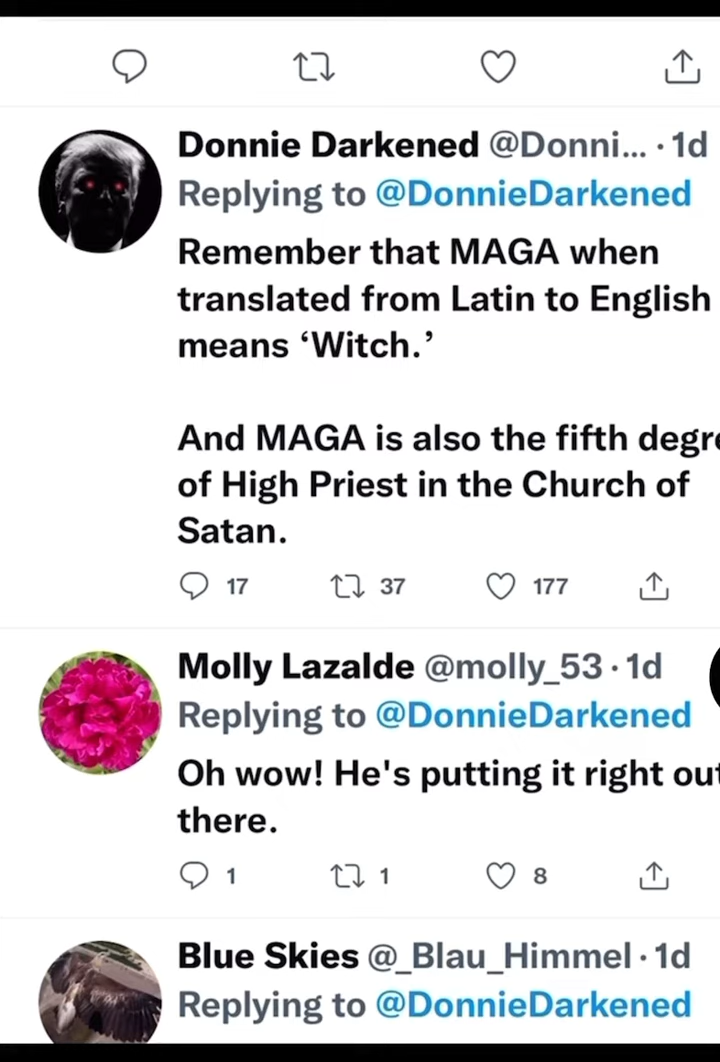 Donnie Darkened @Donni... · 1d
Replying to @DonnieDarkened
Remember that MAGA when
translated from Latin to English
means ‘Witch.’
And MAGA is also the fifth degre
of High Priest in the Church of
Satan.
17 37 177
Molly Lazalde @molly_53 · 1d
Replying to @DonnieDarkened
Oh wow! He's putting it right out
there.
1 1 8
Blue Skies @_Blau_Himmel · 1d
Replying to @DonnieDarkened